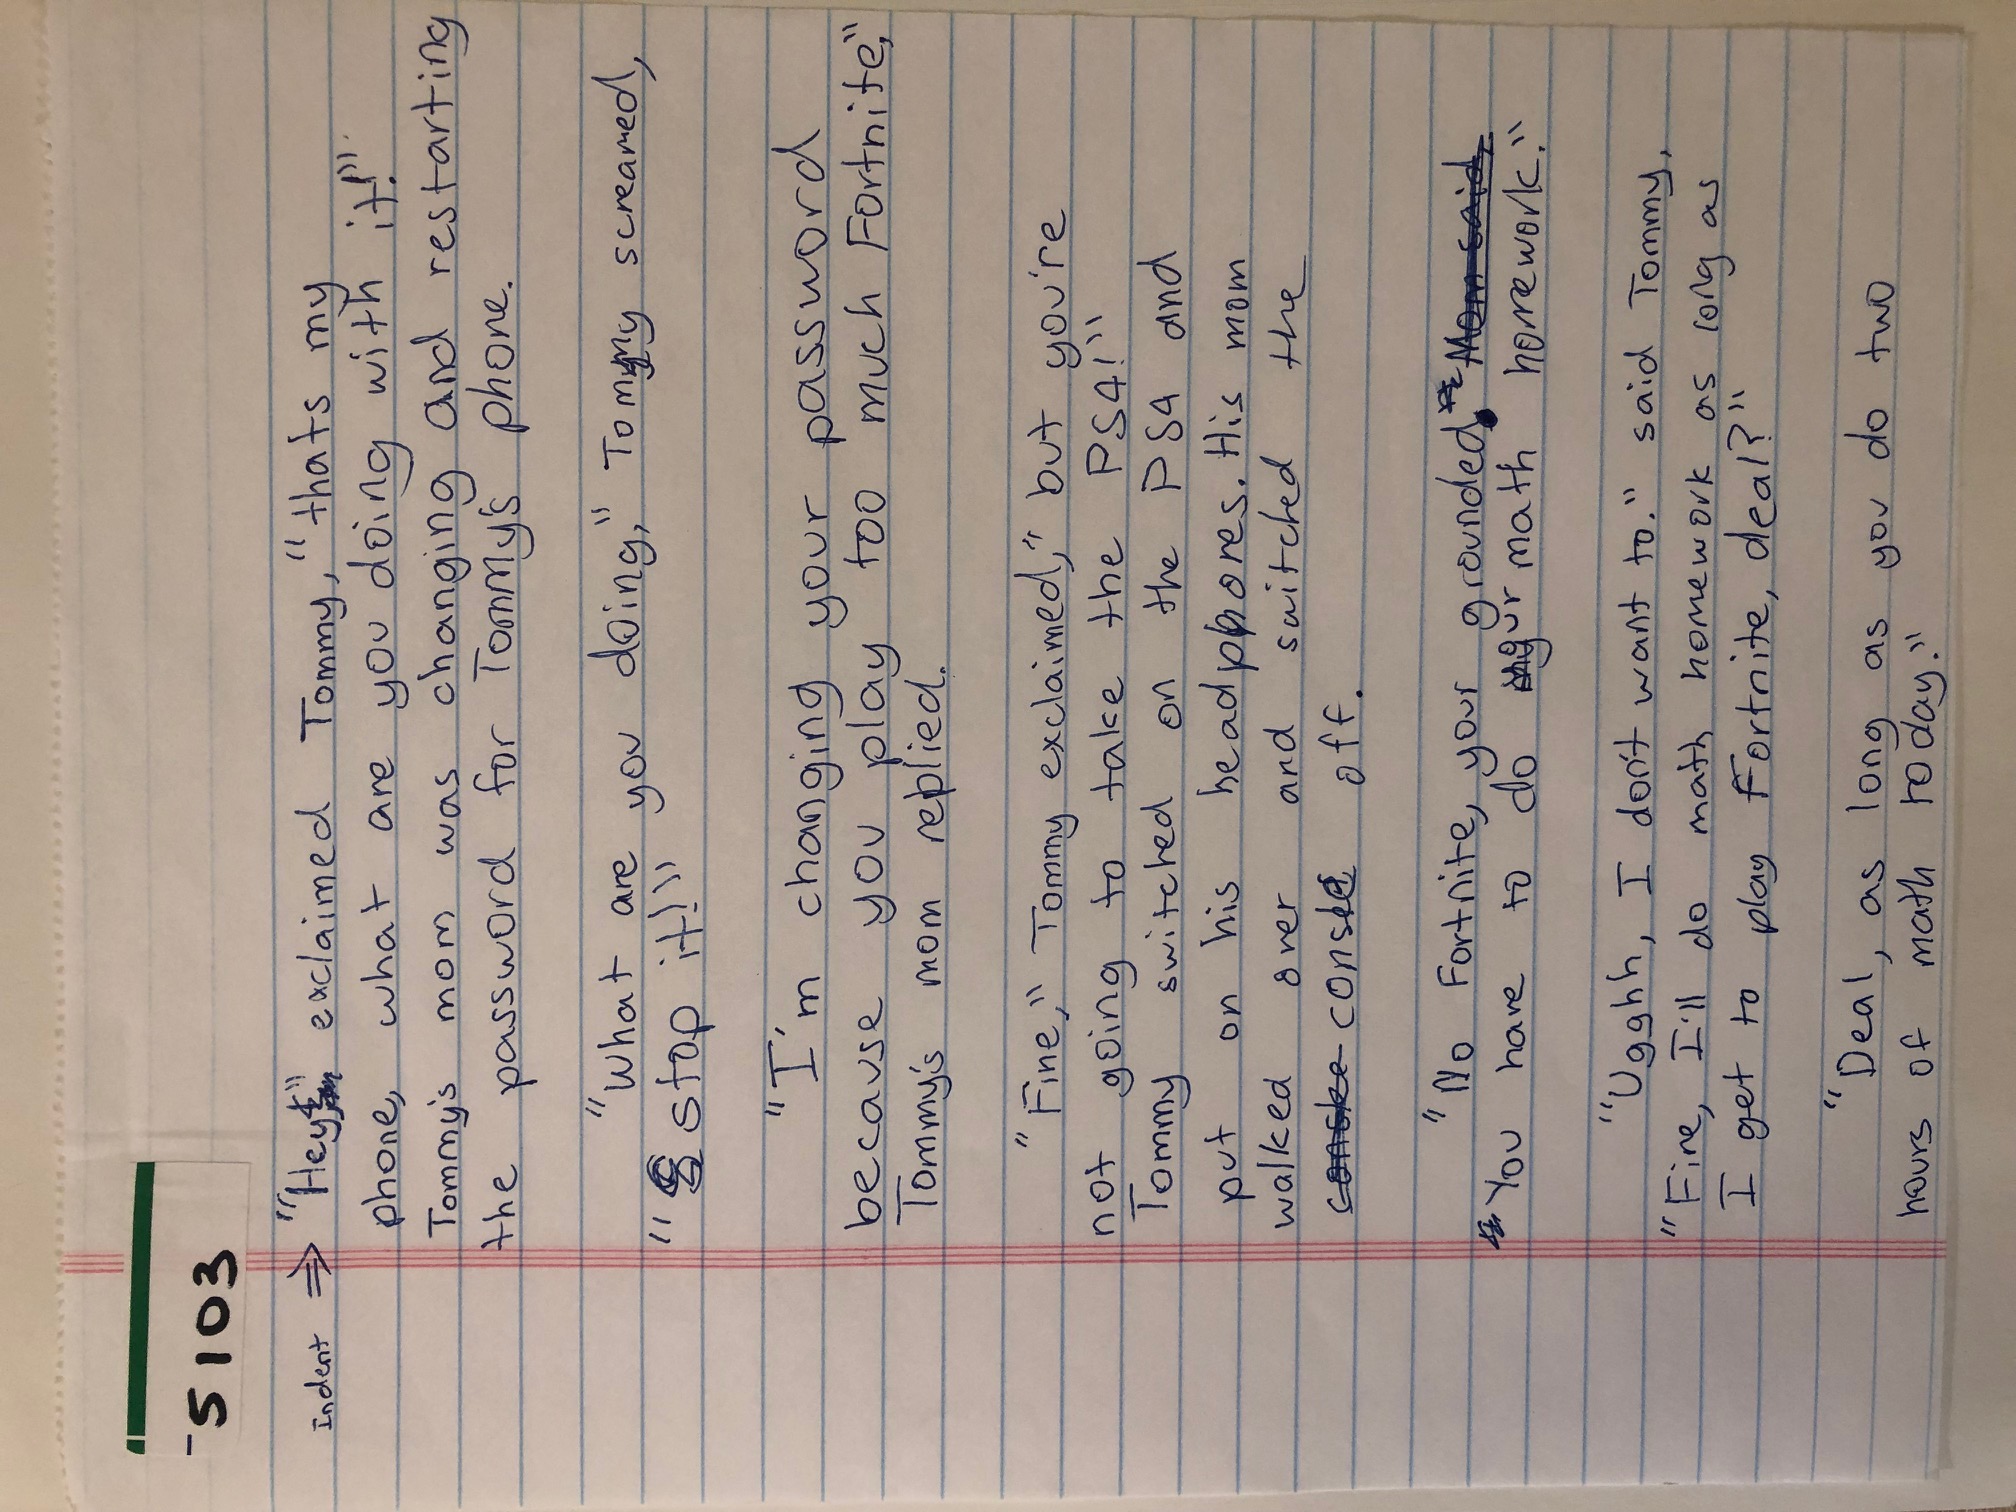 5103
Indent ⇒ "Hey," exclaimed Tommy, "thats my
phone, what are you doing with it!"
Tommy's mom was changing and restarting
the password for Tommy's phone.
"What are you doing," Tommy screamed,
"stop it!"
"I'm changing your password
because you play too much Fortnite,"
Tommy's mom replied.
"Fine," Tommy exclaimed," but you're
not going to take the PS4!"
Tommy switched on the PS4 and
put on his headphones. His mom
walked over and switched the
console off.
"No Fortnite, your grounded. Mom said,
You have to do your math homework."
"Ugghh, I don't want to." said Tommy,
"Fine, I'll do math homework as long as
I get to play Fortnite, deal?"
"Deal, as long as you do two
hours of math today."